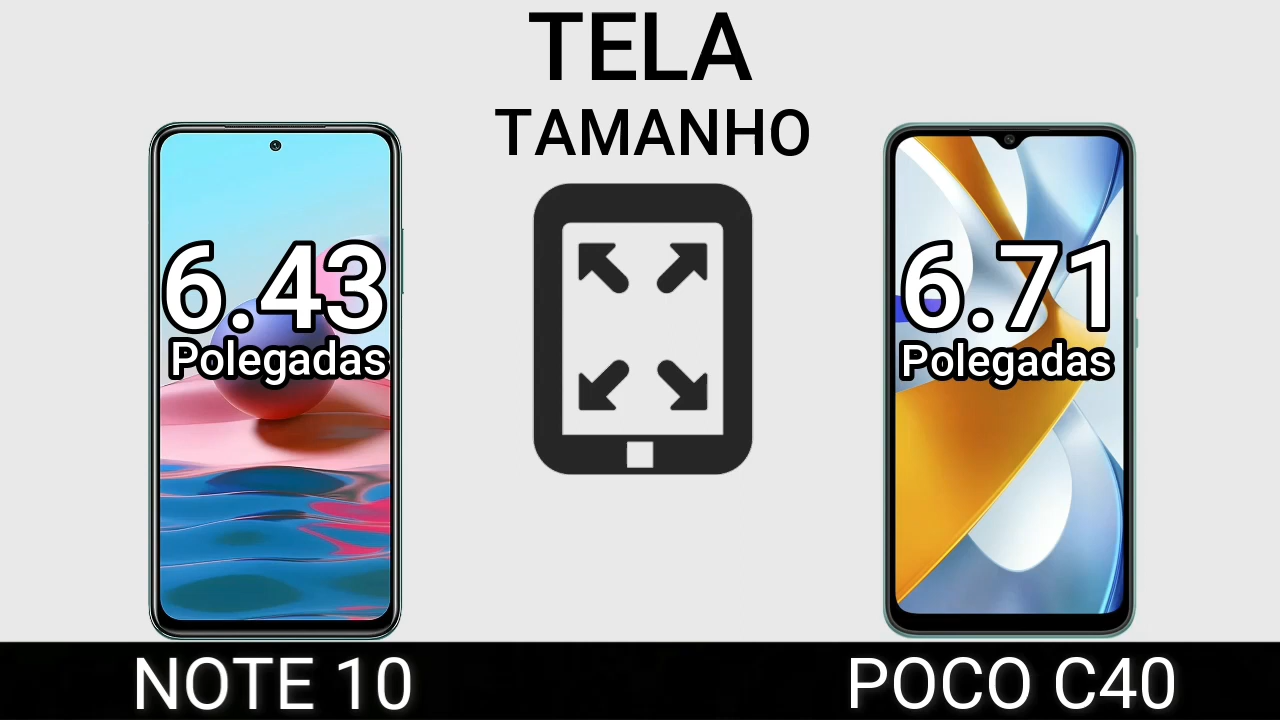 TELA
TAMANHO
6.43
Polegadas
6.71
Polegadas
NOTE 10
POCO C40